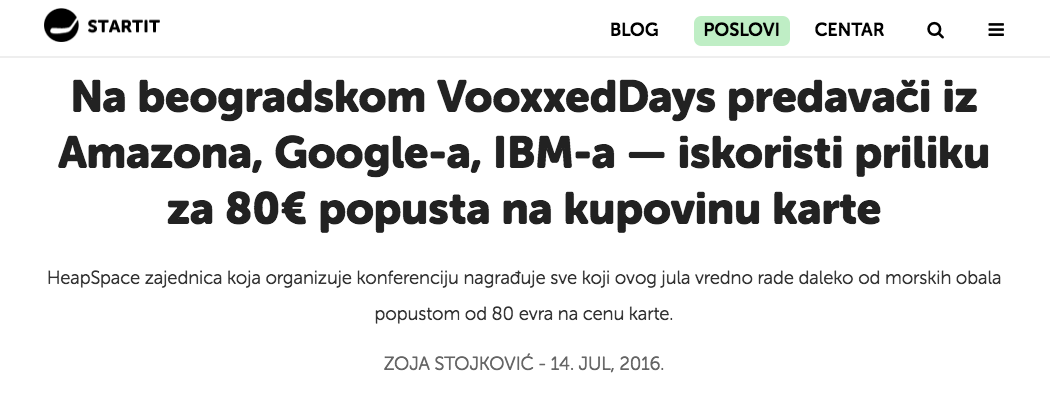 STARTIT
BLOG POSLOVI CENTAR
Na beogradskom VooxxedDays predavači iz
Amazona, Google-a, IBM-a — iskoristi priliku
za 80€ popusta na kupovinu karte
HeapSpace zajednica koja organizuje konferenciju nagrađuje sve koji ovog jula vredno rade daleko od morskih obala
popustom od 80 evra na cenu karte.
ZOJA STOJKOVIĆ - 14. JUL, 2016.